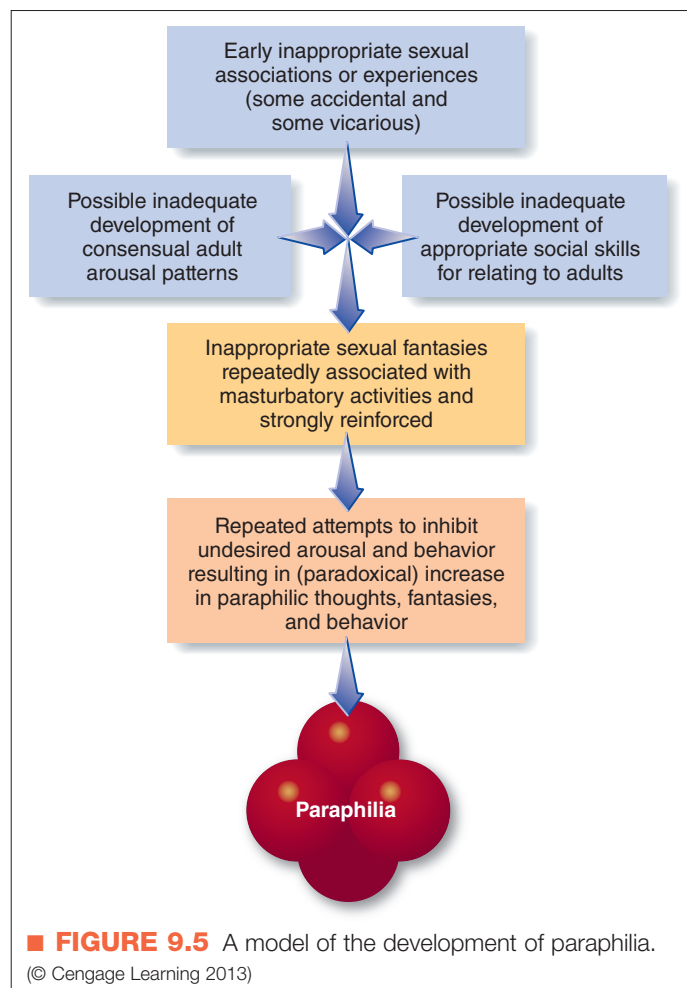 Early inappropriate sexual
associations or experiences
(some accidental and
some vicarious)
Possible inadequate
development of
consensual adult
arousal patterns
Possible inadequate
development of
appropriate social skills
for relating to adults
Inappropriate sexual fantasies
repeatedly associated with
masturbatory activities and
strongly reinforced
Repeated attempts to inhibit
undesired arousal and behavior
resulting in (paradoxical) increase
in paraphilic thoughts, fantasies,
and behavior
Paraphilia
■ FIGURE 9.5 A model of the development of paraphilia.
(© Cengage Learning 2013)